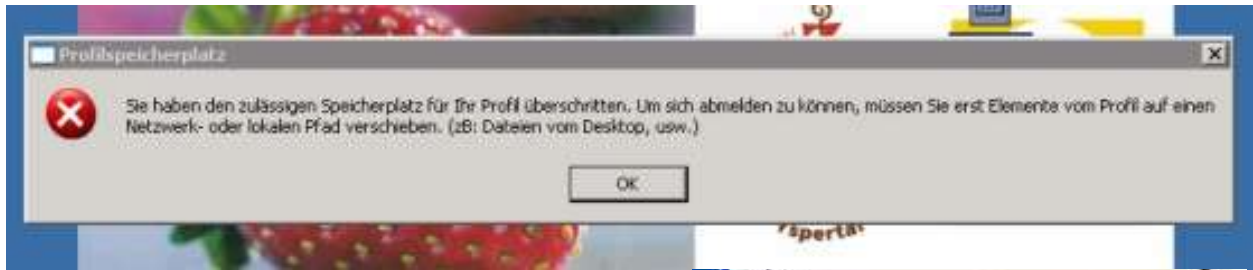 Profilspeicherplatz
Sie haben den zulässigen Speicherplatz für Ihr Profil überschritten. Um sich abmelden zu können, müssen Sie erst Elemente vom Profil auf einen
Netzwerk- oder lokalen Pfad verschieben. (zB: Dateien vom Desktop, usw.)
OK